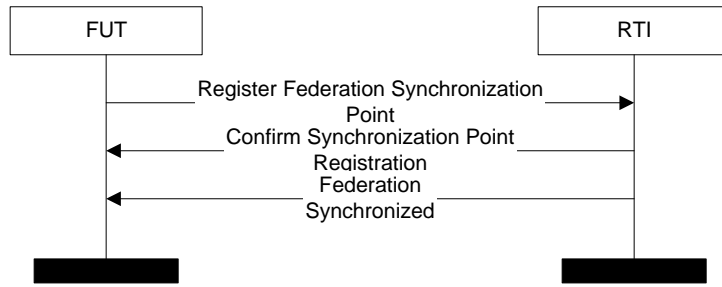 FUT
RTI
Register Federation Synchronization
Point
Confirm Synchronization Point
Registration
Federation
Synchronized